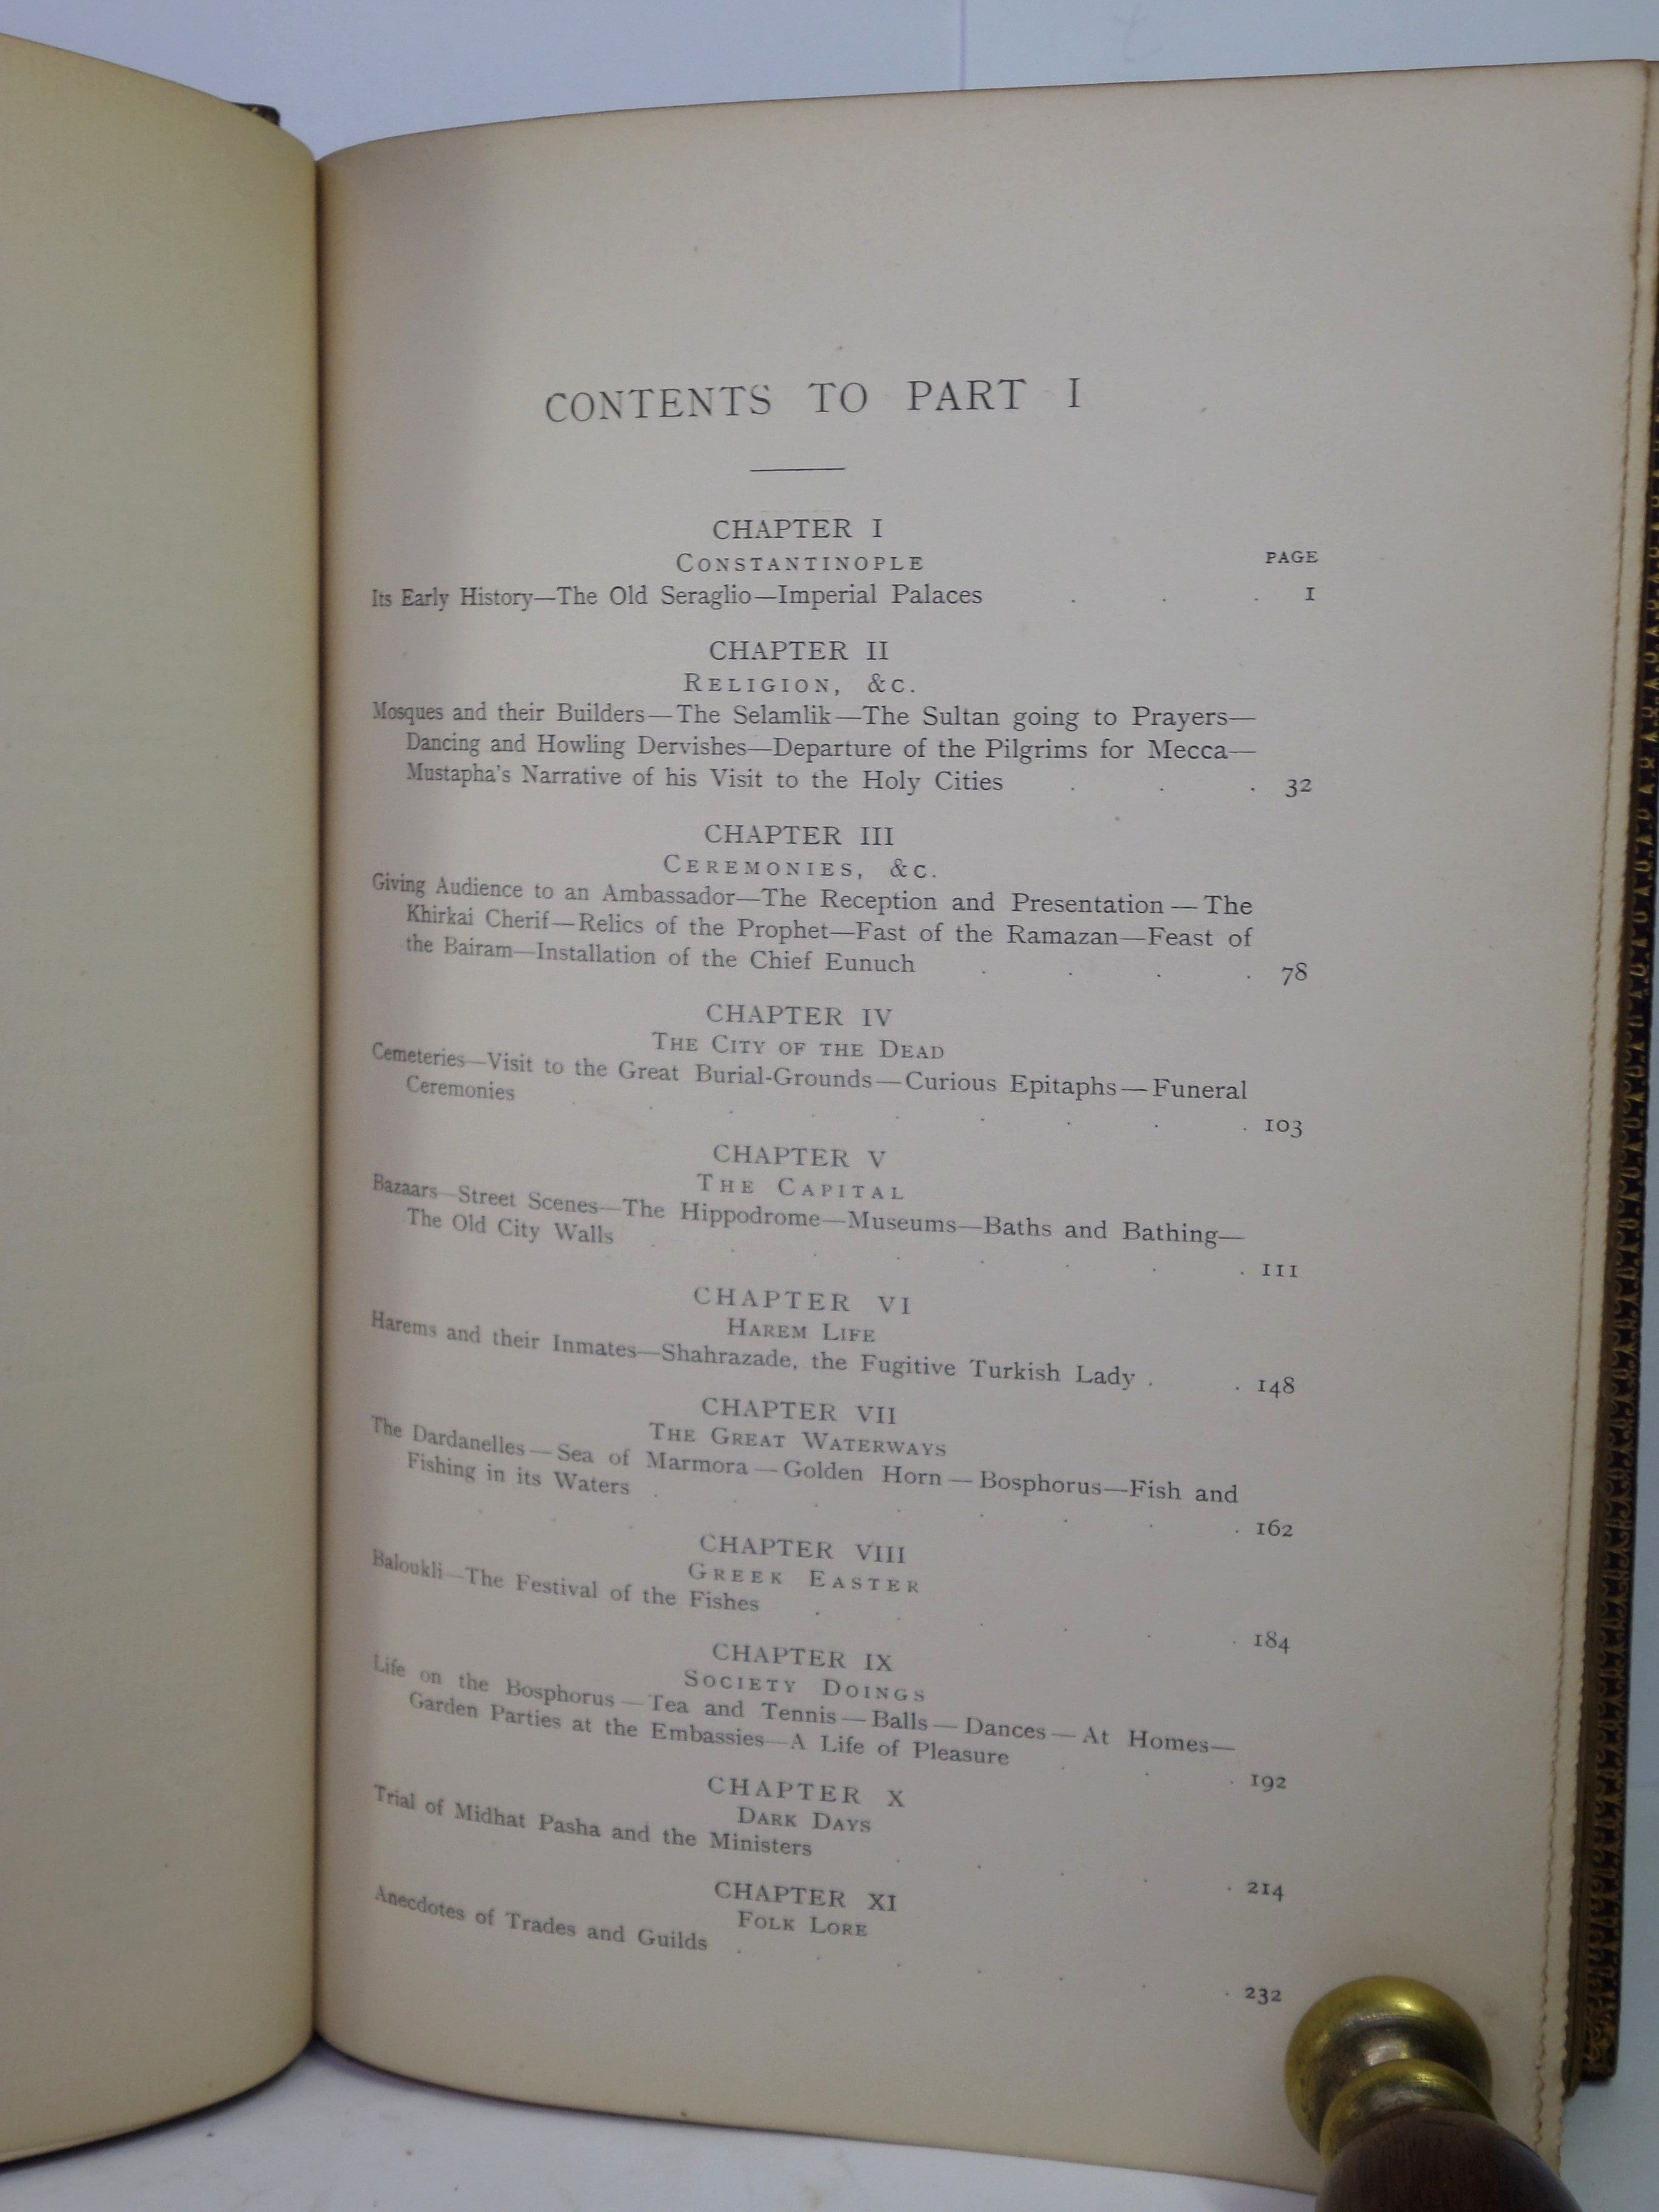 CONTENTS TO PART I
CHAPTER I
CONSTANTINOPLE PAGE
Its Early History—The Old Seraglio—Imperial Palaces . . . 1
CHAPTER II
RELIGION, &C.
Mosques and their Builders—The Selamlik—The Sultan going to Prayers—
Dancing and Howling Dervishes—Departure of the Pilgrims for Mecca—
Mustapha's Narrative of his Visit to the Holy Cities . . . 32
CHAPTER III
CEREMONIES, &C.
Giving Audience to an Ambassador—The Reception and Presentation—The
Khirkai Cherif—Relics of the Prophet—Fast of the Ramazan—Feast of
the Bairam—Installation of the Chief Eunuch . . . . 78
CHAPTER IV
THE CITY OF THE DEAD
Cemeteries—Visit to the Great Burial-Grounds—Curious Epitaphs—Funeral
Ceremonies . . . . . . . . . 103
CHAPTER V
THE CAPITAL
Bazaars—Street Scenes—The Hippodrome—Museums—Baths and Bathing—
The Old City Walls . . . . . . . . 111
CHAPTER VI
HAREM LIFE
Harems and their Inmates—Shahrazade, the Fugitive Turkish Lady . . 148
CHAPTER VII
THE GREAT WATERWAYS
The Dardanelles—Sea of Marmora—Golden Horn—Bosphorus—Fish and
Fishing in its Waters . . . . . . . . 162
CHAPTER VIII
GREEK EASTER
Baloukli—The Festival of the Fishes . . . . . . 184
CHAPTER IX
SOCIETY DOINGS
Life on the Bosphorus—Tea and Tennis—Balls—Dances—At Homes—
Garden Parties at the Embassies—A Life of Pleasure . . . 192
CHAPTER X
DARK DAYS
Trial of Midhat Pasha and the Ministers . . . . . 214
CHAPTER XI
FOLK LORE
Anecdotes of Trades and Guilds . . . . . . . 232